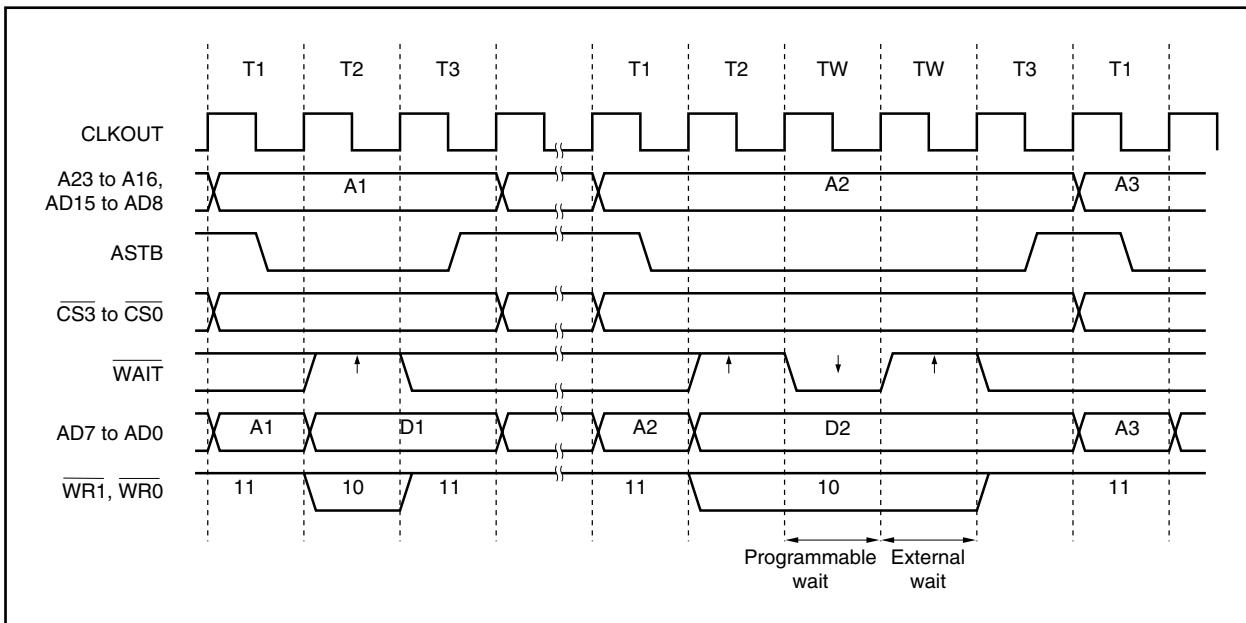 T1 T2 T3 T1 T2 TW TW T3 T1
CLKOUT
A23 to A16,
AD15 to AD8
A1 A2 A3
ASTB
CS3 to CS0
WAIT
AD7 to AD0
A1 D1 A2 D2 A3
WR1, WR0
11 10 11 11 10 11
Programmable
wait
External
wait